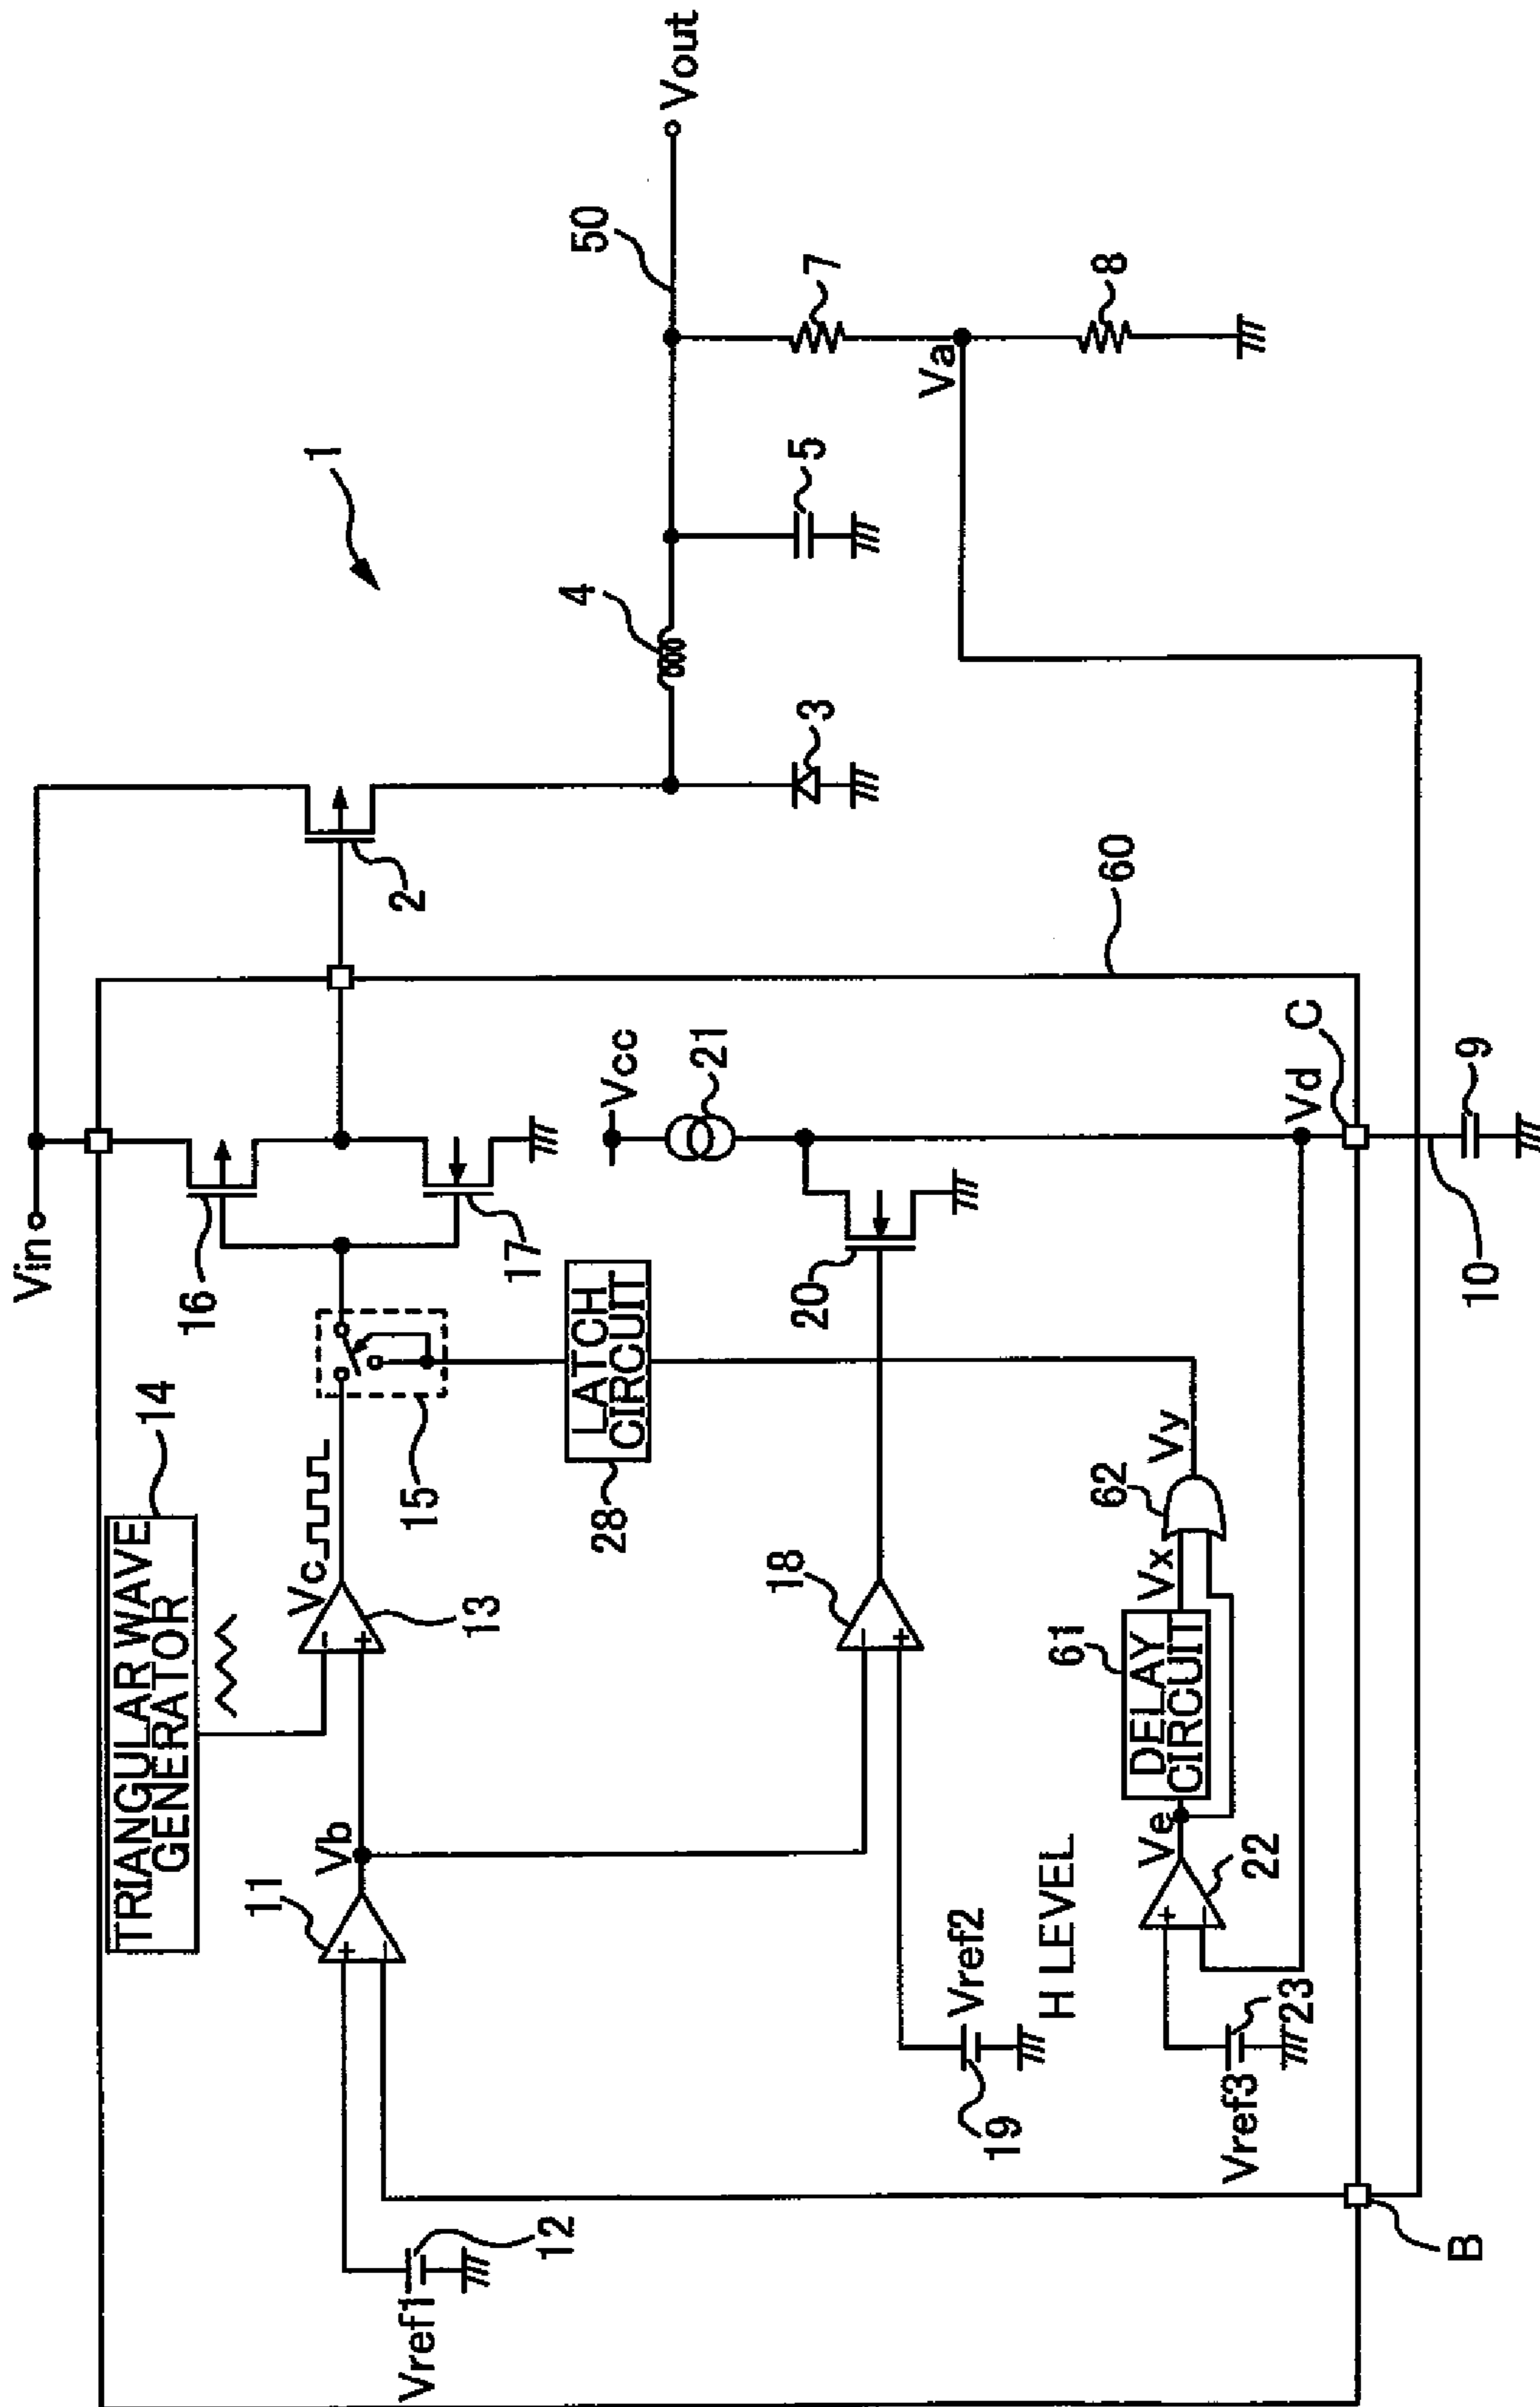 1
Vin
16
17
2
Vout
50
4
5
3
7
Va
8
TRIANGULAR WAVE
GENERATOR
14
Vc
13
15
11
Vb
Vref1
12
LATCH
CIRCUIT
28
Vcc
21
20
18
Vref2
19
H LEVEL
Vref3
23
22
Ve
DELAY
CIRCUIT
61
Vx
62
Vy
Vd
C
60
10
9
B